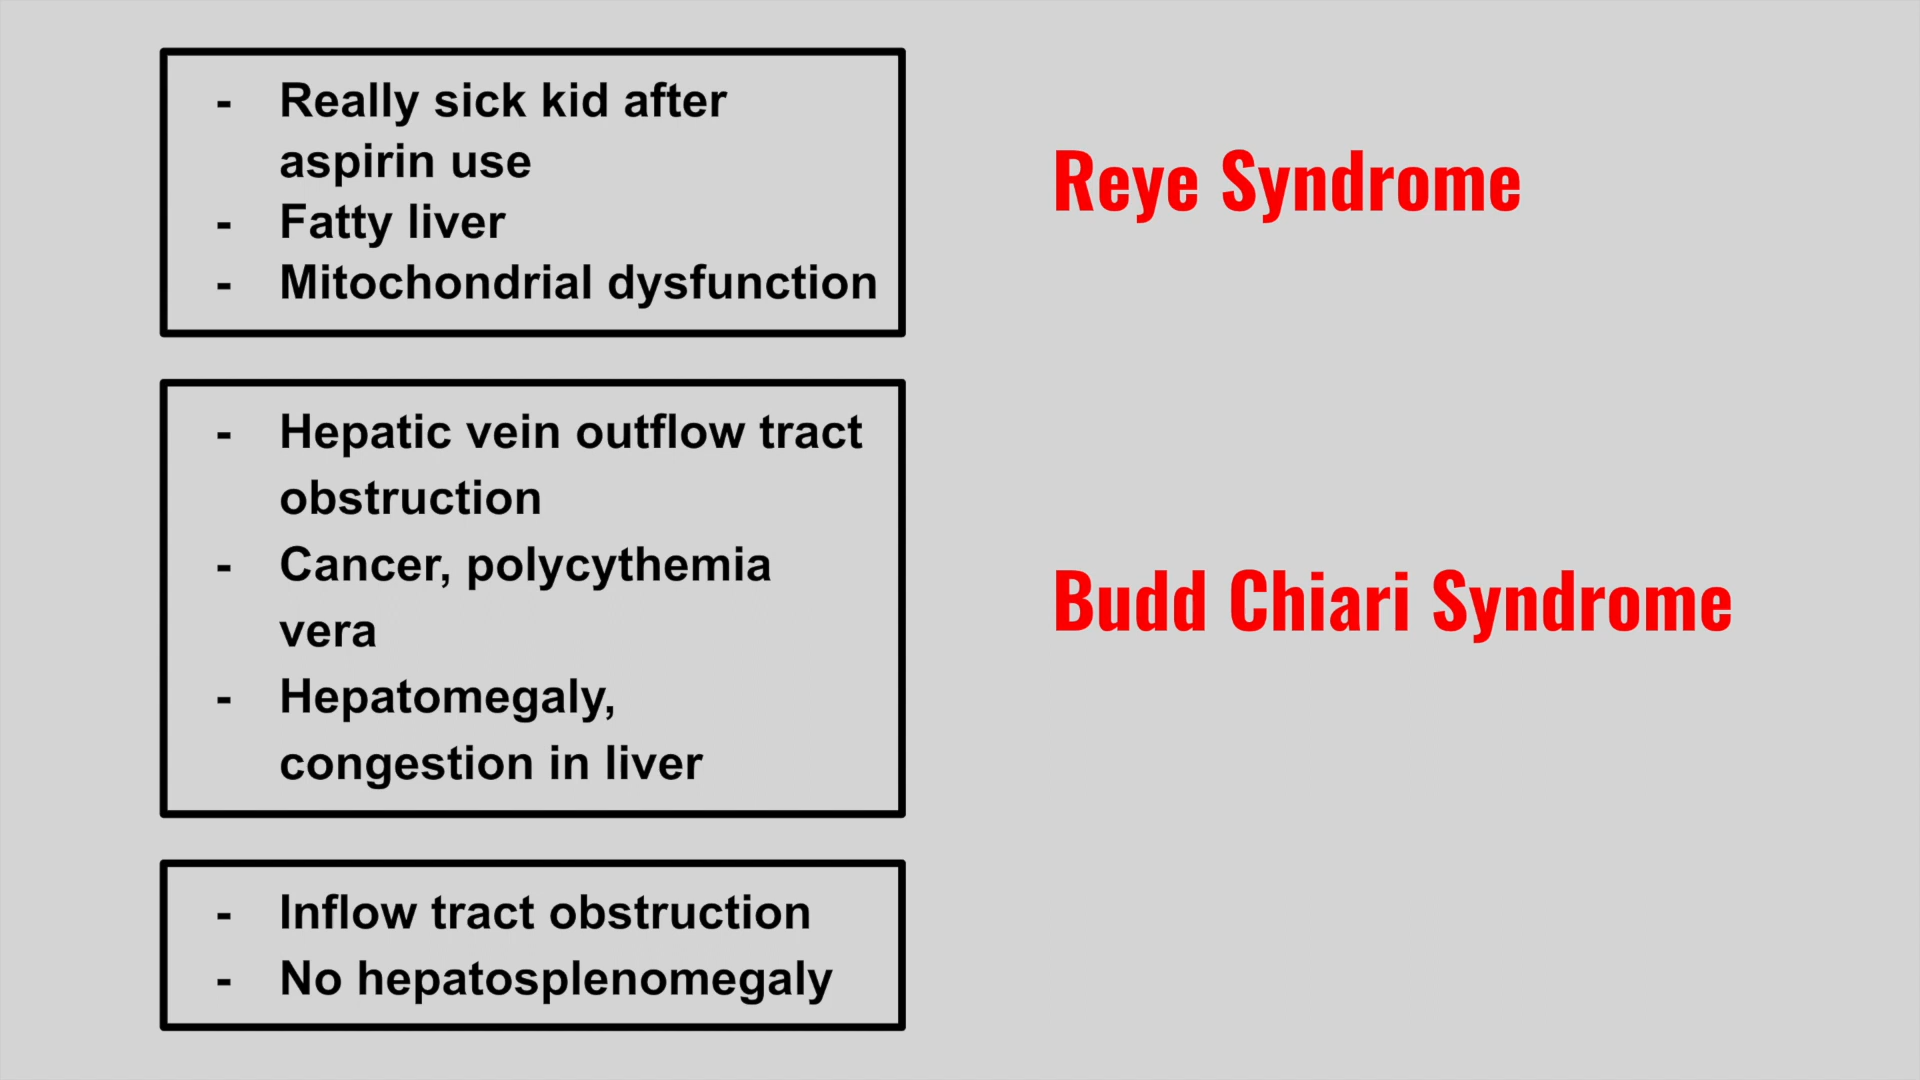 - Really sick kid after
aspirin use
- Fatty liver
- Mitochondrial dysfunction
Reye Syndrome
- Hepatic vein outflow tract
obstruction
- Cancer, polycythemia
vera
- Hepatomegaly,
congestion in liver
Budd Chiari Syndrome
- Inflow tract obstruction
- No hepatosplenomegaly